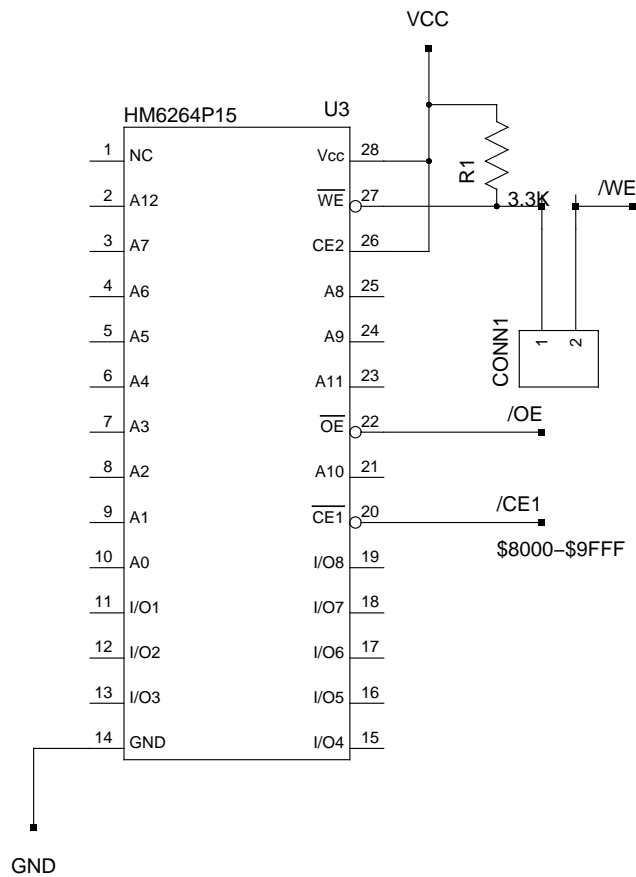 VCC
HM6264P15 U3
1 NC Vcc 28
2 A12 WE 27 3.3K /WE
R1
3 A7 CE2 26
4 A6 A8 25
5 A5 A9 24
CONN1 1 2
6 A4 A11 23
7 A3 OE 22 /OE
8 A2 A10 21
9 A1 CE1 20 /CE1
$8000–$9FFF
10 A0 I/O8 19
11 I/O1 I/O7 18
12 I/O2 I/O6 17
13 I/O3 I/O5 16
14 GND I/O4 15
GND